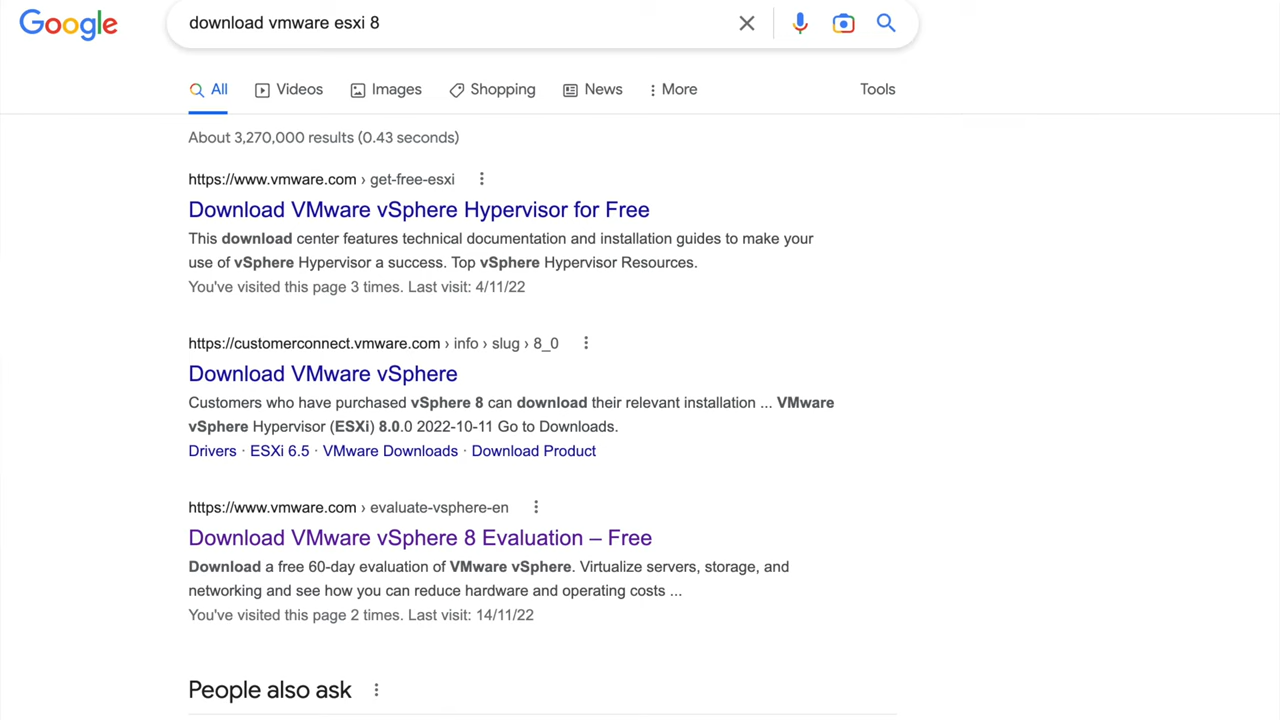 Google
download vmware esxi 8
All Videos Images Shopping News More Tools
About 3,270,000 results (0.43 seconds)
https://www.vmware.com › get-free-esxi
Download VMware vSphere Hypervisor for Free
This download center features technical documentation and installation guides to make your
use of vSphere Hypervisor a success. Top vSphere Hypervisor Resources.
You've visited this page 3 times. Last visit: 4/11/22
https://customerconnect.vmware.com › info › slug › 8_0
Download VMware vSphere
Customers who have purchased vSphere 8 can download their relevant installation ... VMware
vSphere Hypervisor (ESXi) 8.0.0 2022-10-11 Go to Downloads.
Drivers · ESXi 6.5 · VMware Downloads · Download Product
https://www.vmware.com › evaluate-vsphere-en
Download VMware vSphere 8 Evaluation – Free
Download a free 60-day evaluation of VMware vSphere. Virtualize servers, storage, and
networking and see how you can reduce hardware and operating costs ...
You've visited this page 2 times. Last visit: 14/11/22
People also ask